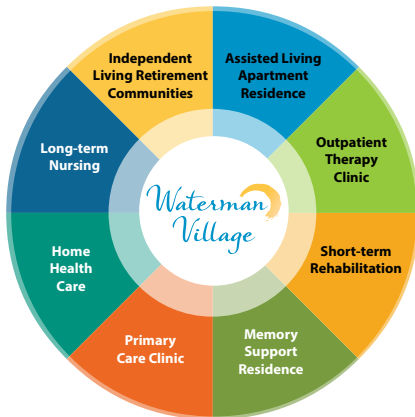 Independent
Living Retirement
Communities
Assisted Living
Apartment
Residence
Outpatient
Therapy
Clinic
Short-term
Rehabilitation
Memory
Support
Residence
Primary
Care Clinic
Home
Health
Care
Long-term
Nursing
Waterman
Village